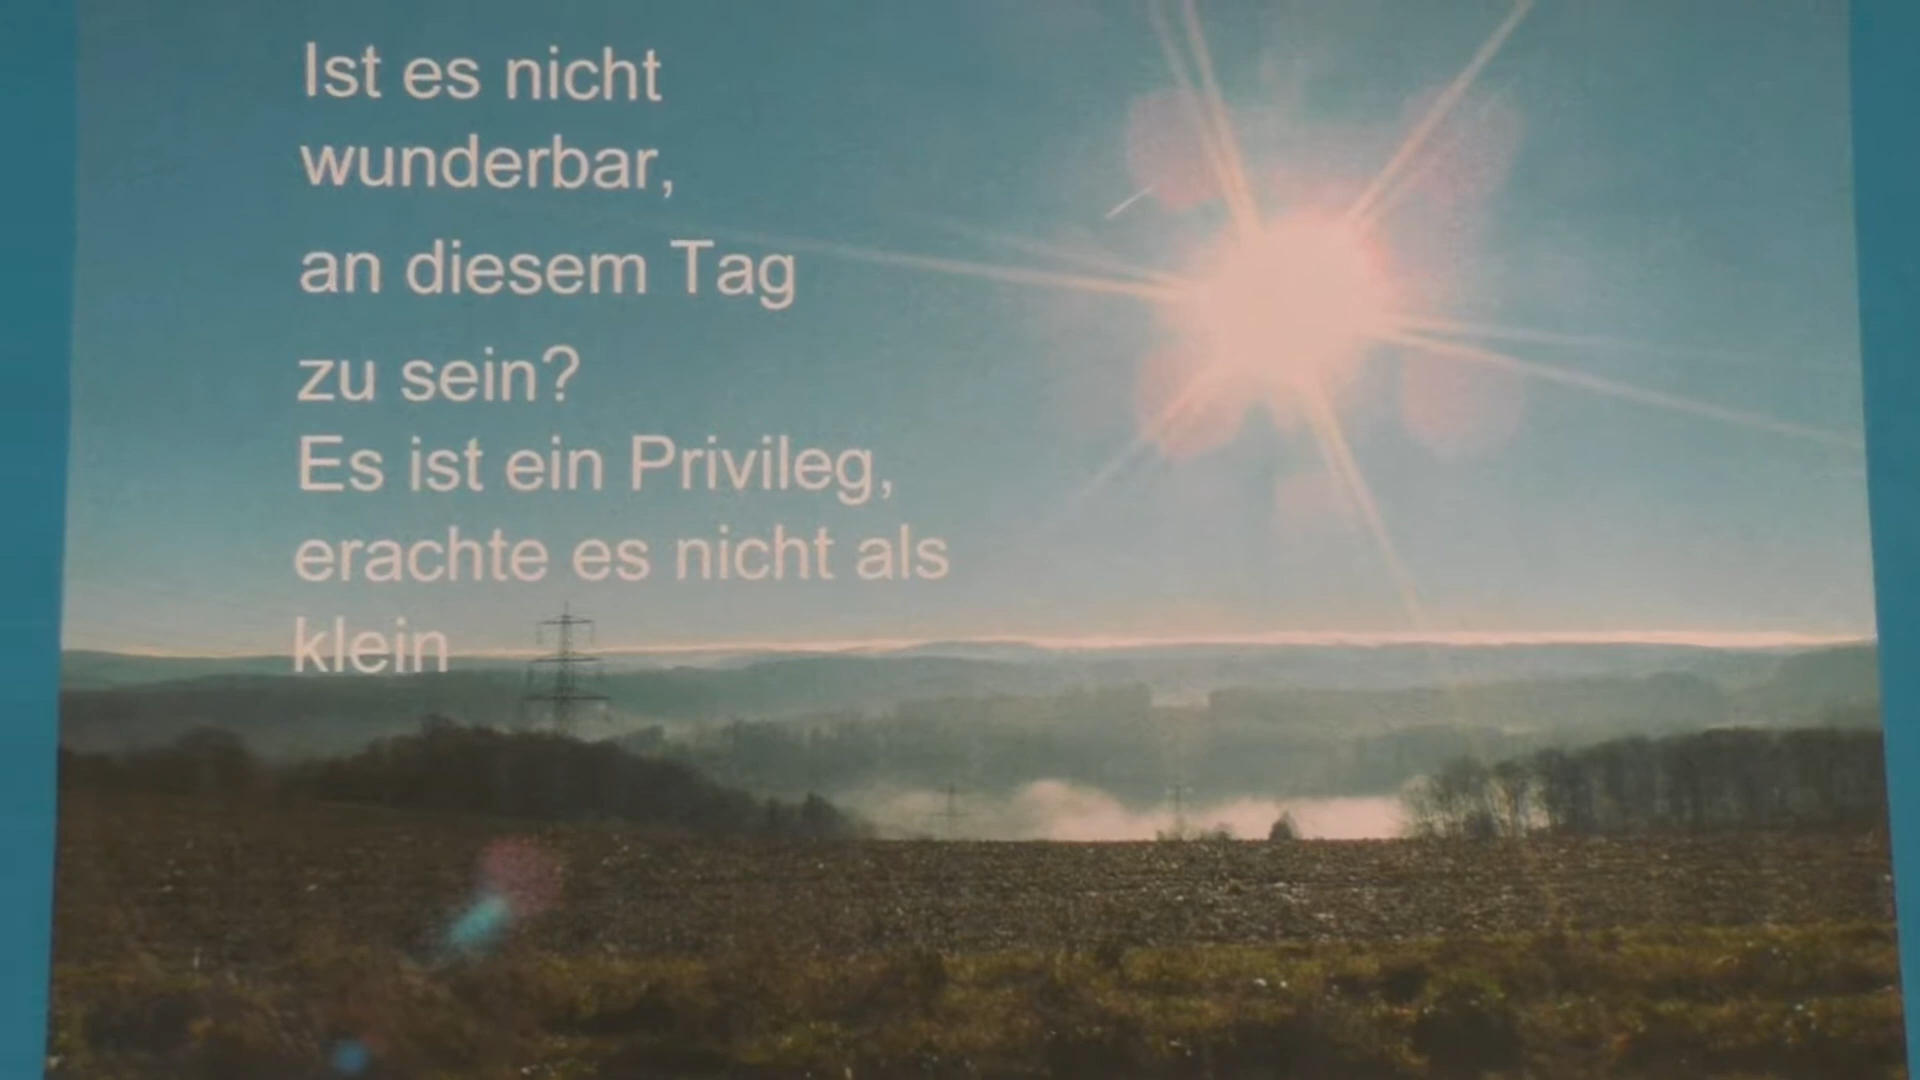 Ist es nicht
wunderbar,
an diesem Tag
zu sein?
Es ist ein Privileg,
erachte es nicht als
klein